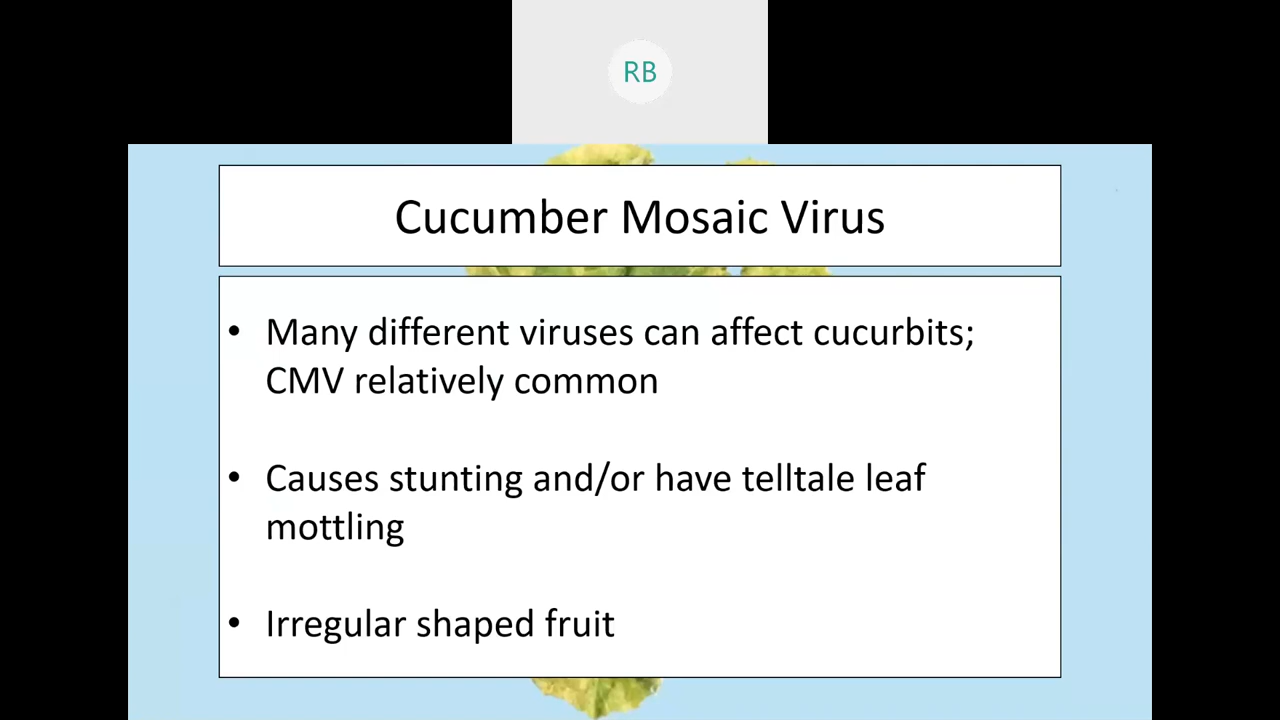 RB
Cucumber Mosaic Virus
• Many different viruses can affect cucurbits;
CMV relatively common
• Causes stunting and/or have telltale leaf
mottling
• Irregular shaped fruit